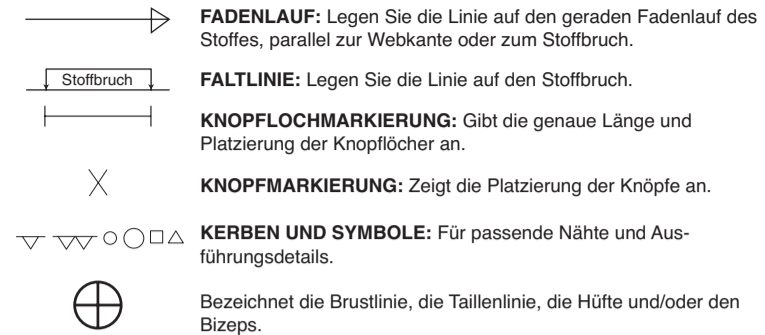 FADENLAUF: Legen Sie die Linie auf den geraden Fadenlauf des
Stoffes, parallel zur Webkante oder zum Stoffbruch.
Stoffbruch
FALTLINIE: Legen Sie die Linie auf den Stoffbruch.
KNOPFLOCHMARKIERUNG: Gibt die genaue Länge und
Platzierung der Knopflöcher an.
KNOPFMARKIERUNG: Zeigt die Platzierung der Knöpfe an.
KERBEN UND SYMBOLE: Für passende Nähte und Aus-
führungsdetails.
Bezeichnet die Brustlinie, die Taillenlinie, die Hüfte und/oder den
Bizeps.